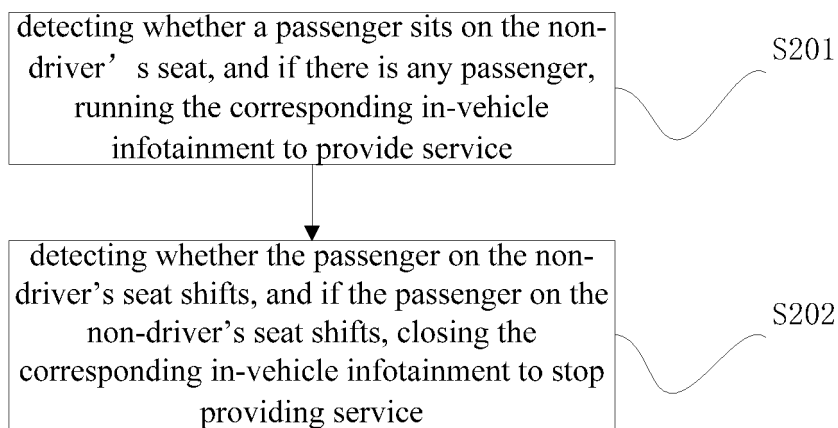 detecting whether a passenger sits on the non-
driver’s seat, and if there is any passenger,
running the corresponding in-vehicle
infotainment to provide service
S201
detecting whether the passenger on the non-
driver’s seat shifts, and if the passenger on the
non-driver’s seat shifts, closing the
corresponding in-vehicle infotainment to stop
providing service
S202